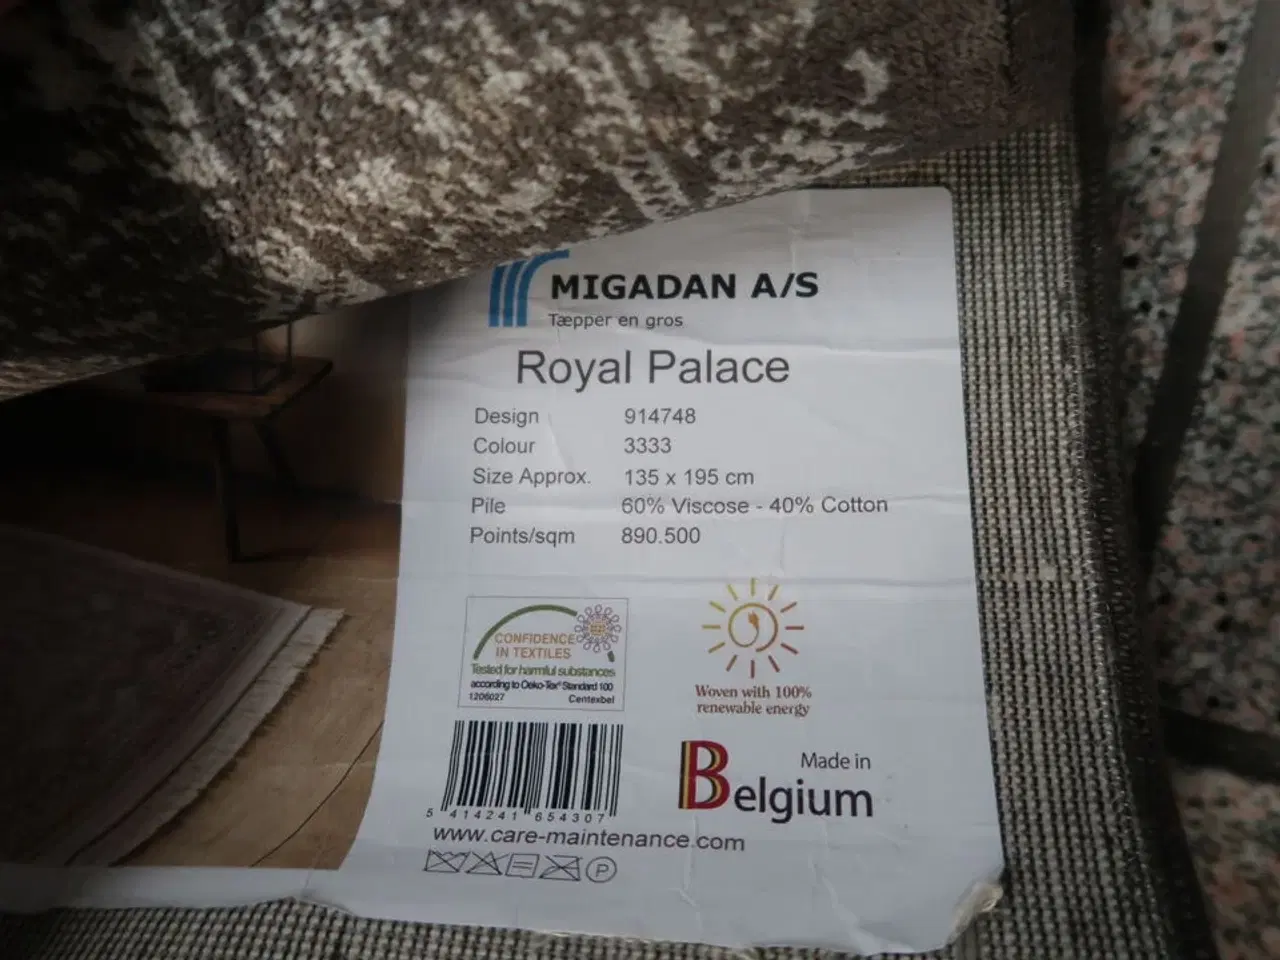 MIGADAN A/S
Tæpper en gros
Royal Palace
Design 914748
Colour 3333
Size Approx. 135 x 195 cm
Pile 60% Viscose - 40% Cotton
Points/sqm 890.500
CONFIDENCE
IN TEXTILES
Tested for harmful substances
according to Oeko-Tex® Standard 100
1206027 Centexbel
Woven with 100%
renewable energy
5 414241 654307
Made in
Belgium
www.care-maintenance.com
P